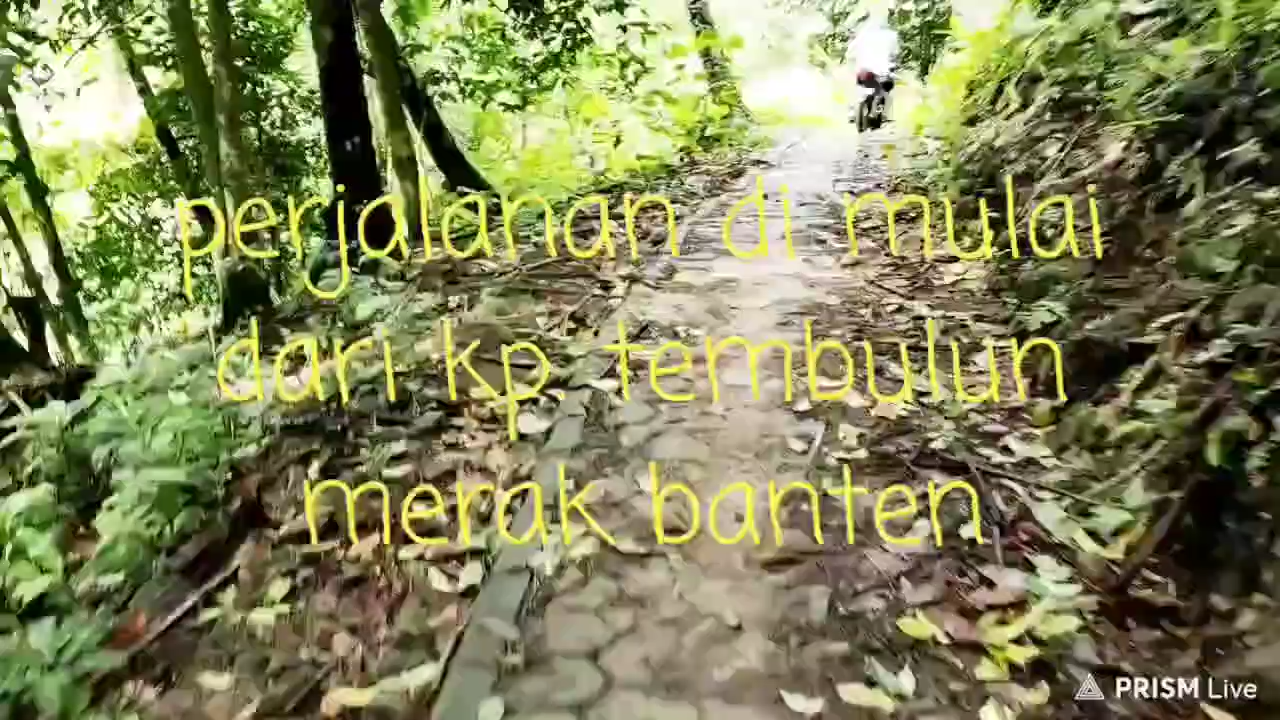 perjalanan di mulai
dari kp. tembulun
merak banten
PRISM Live